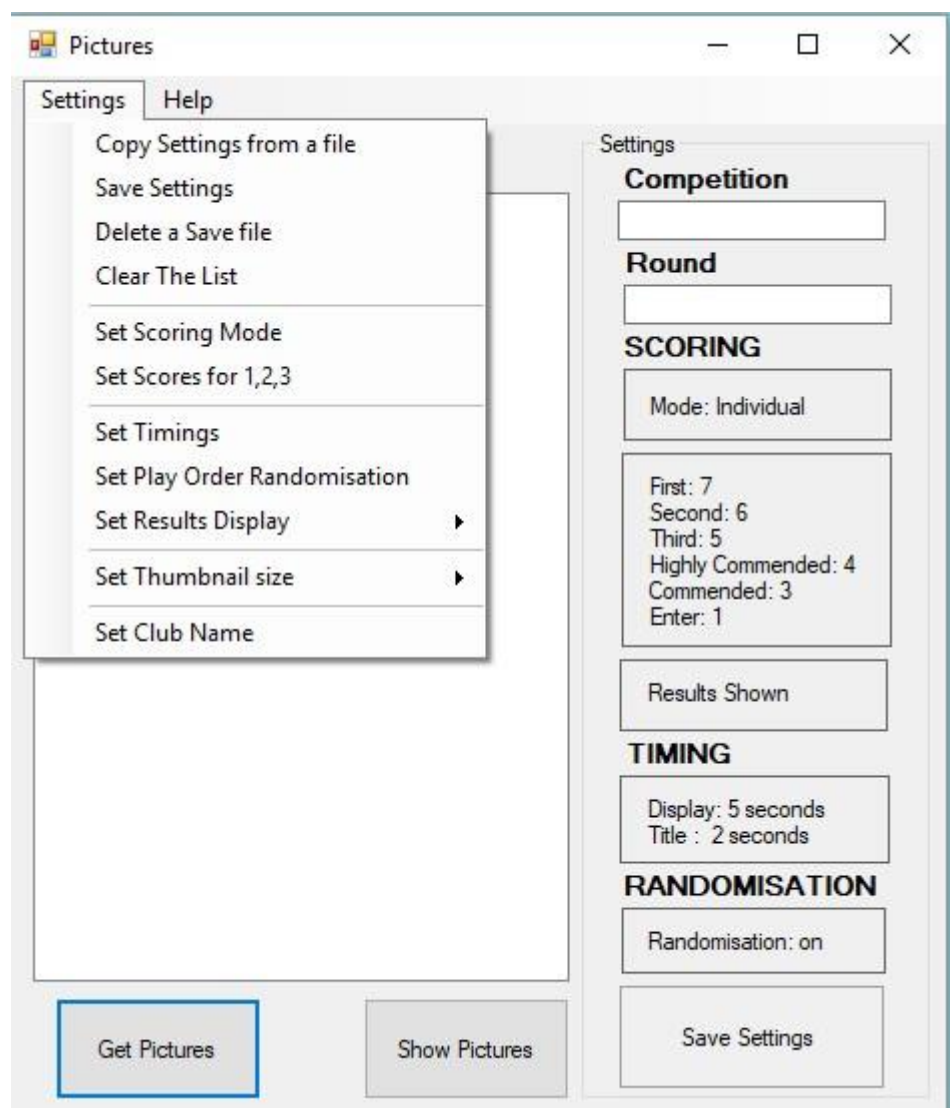 Pictures
Settings Help
Copy Settings from a file
Save Settings
Delete a Save file
Clear The List
Set Scoring Mode
Set Scores for 1,2,3
Set Timings
Set Play Order Randomisation
Set Results Display
Set Thumbnail size
Set Club Name
Get Pictures
Show Pictures
Settings
Competition
Round
SCORING
Mode: Individual
First: 7
Second: 6
Third: 5
Highly Commended: 4
Commended: 3
Enter: 1
Results Shown
TIMING
Display: 5 seconds
Title : 2 seconds
RANDOMISATION
Randomisation: on
Save Settings